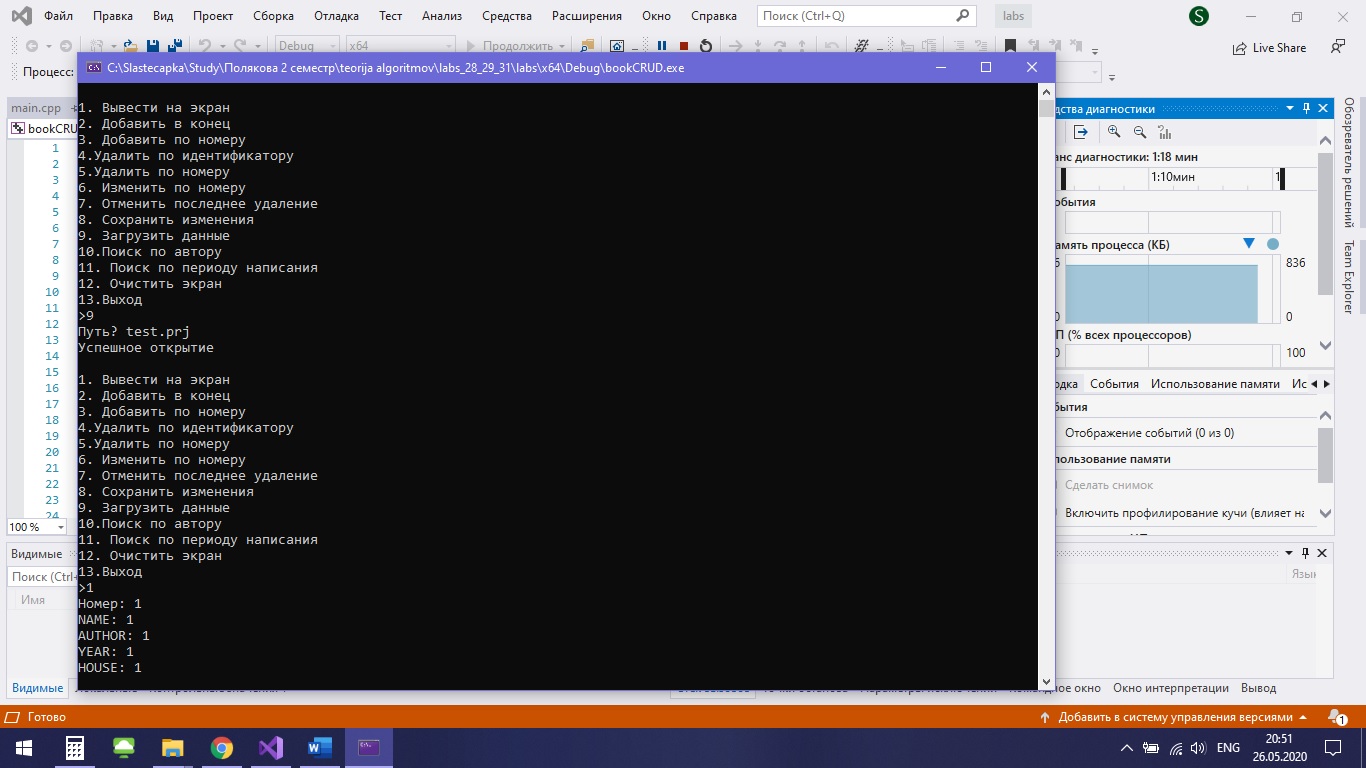 Файл Правка Вид Проект Сборка Отладка Тест Анализ Средства Расширения Окно Справка Поиск (Ctrl+Q) labs S
Debug x64 Продолжить Live Share
Процесс:
C:\Slastecapka\Study\Полякова 2 семестр\teorija algoritmov\labs_28_29_31\labs\x64\Debug\bookCRUD.exe
main.cpp
bookCRU
1
2
3
4
5
6
7
8
9
10
11
12
13
14
15
16
17
18
19
20
21
22
23
24
100 %
Видимые
Поиск (Ctrl+
Имя
1. Вывести на экран
2. Добавить в конец
3. Добавить по номеру
4.Удалить по идентификатору
5.Удалить по номеру
6. Изменить по номеру
7. Отменить последнее удаление
8. Сохранить изменения
9. Загрузить данные
10.Поиск по автору
11. Поиск по периоду написания
12. Очистить экран
13.Выход
>9
Путь? test.prj
Успешное открытие
1. Вывести на экран
2. Добавить в конец
3. Добавить по номеру
4.Удалить по идентификатору
5.Удалить по номеру
6. Изменить по номеру
7. Отменить последнее удаление
8. Сохранить изменения
9. Загрузить данные
10.Поиск по автору
11. Поиск по периоду написания
12. Очистить экран
13.Выход
>1
Номер: 1
NAME: 1
AUTHOR: 1
YEAR: 1
HOUSE: 1
дства диагностики
анс диагностики: 1:18 мин
1:10мин 1
обытия
амять процесса (КБ)
836
0 0
П (% всех процессоров)
0 100
одка События Использование памяти Ис
бытия
Отображение событий (0 из 0)
пользование памяти
Сделать снимок
Включить профилирование кучи (влияет на
Язык
Обозреватель решений
Team Explorer
Видимые Окно интерпретации Вывод
Готово Добавить в систему управления версиями 1
ENG 20:51
26.05.2020